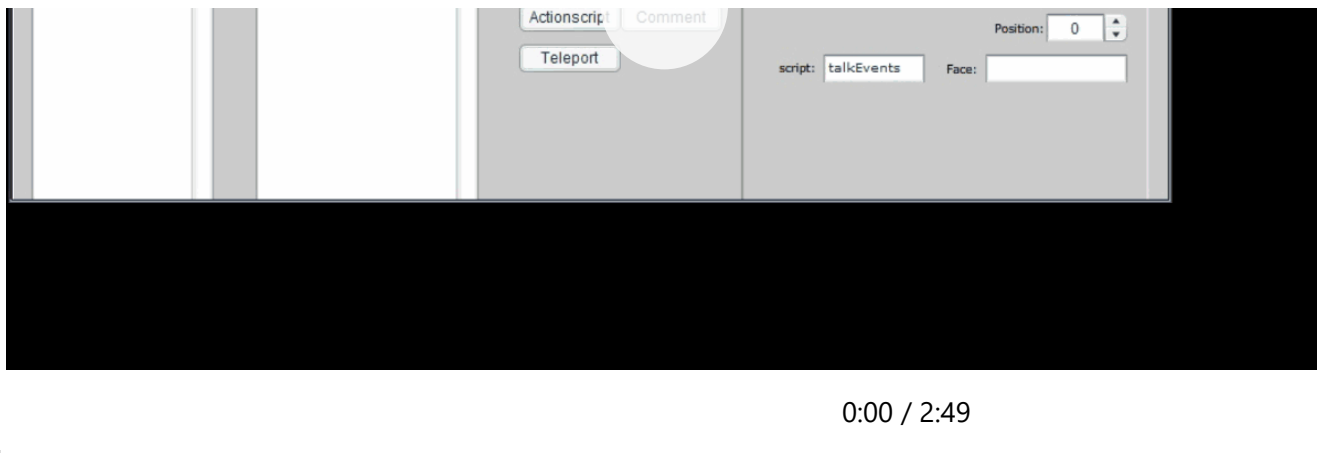 Actionscript Comment
Position: 0
Teleport
script: talkEvents Face:
0:00 / 2:49